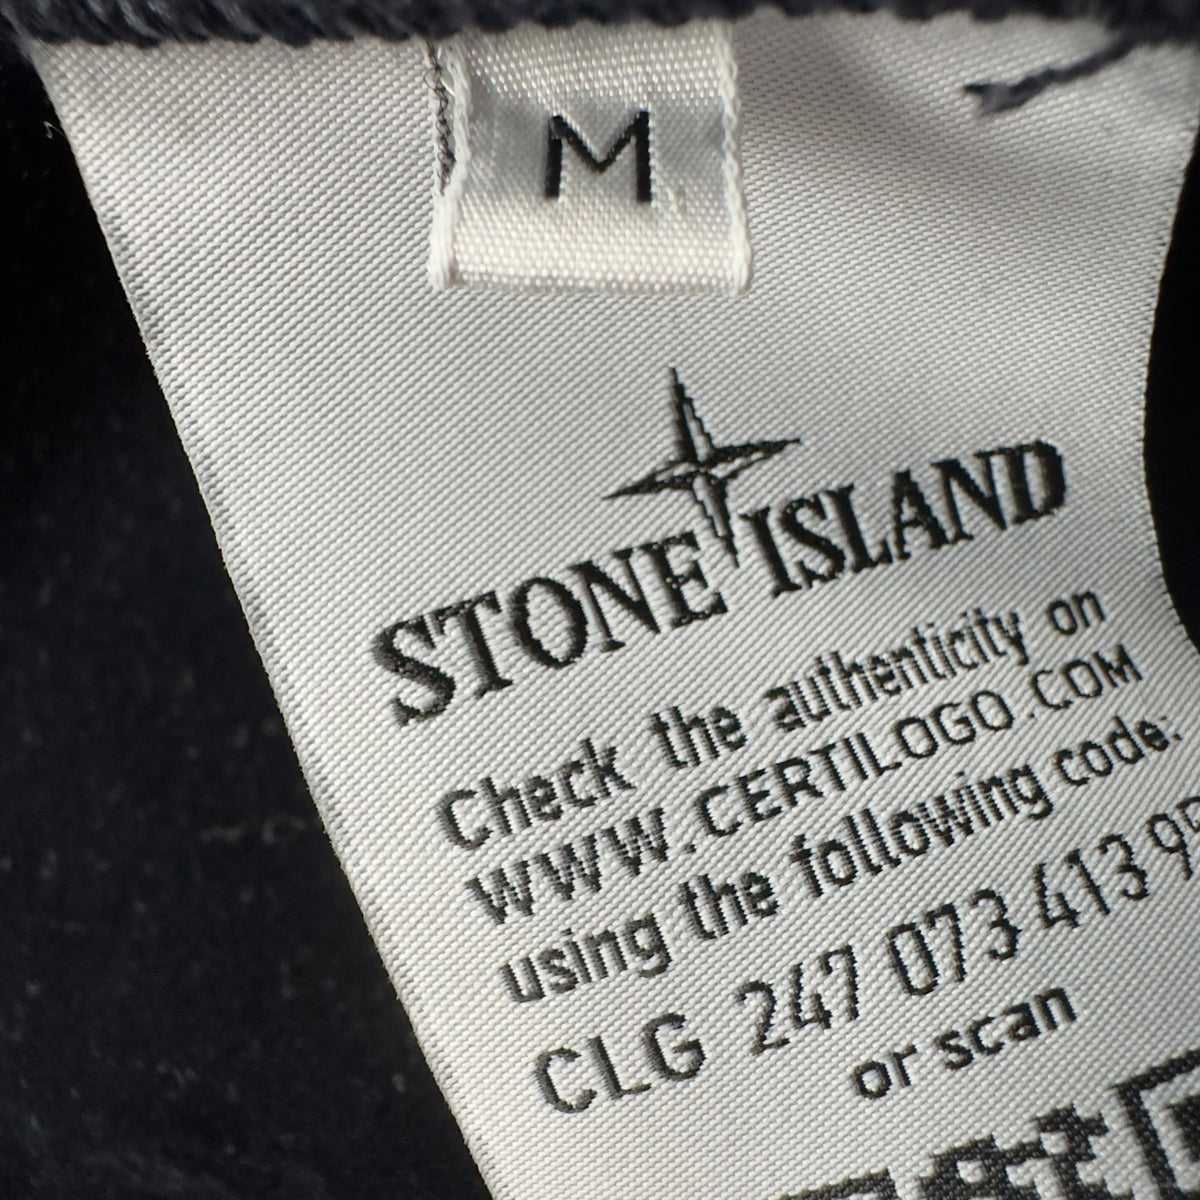 M
STONE ISLAND
Check the authenticity on
WWW.CERTILOGO.COM
using the following code:
CLG 247 073 413 9
or scan